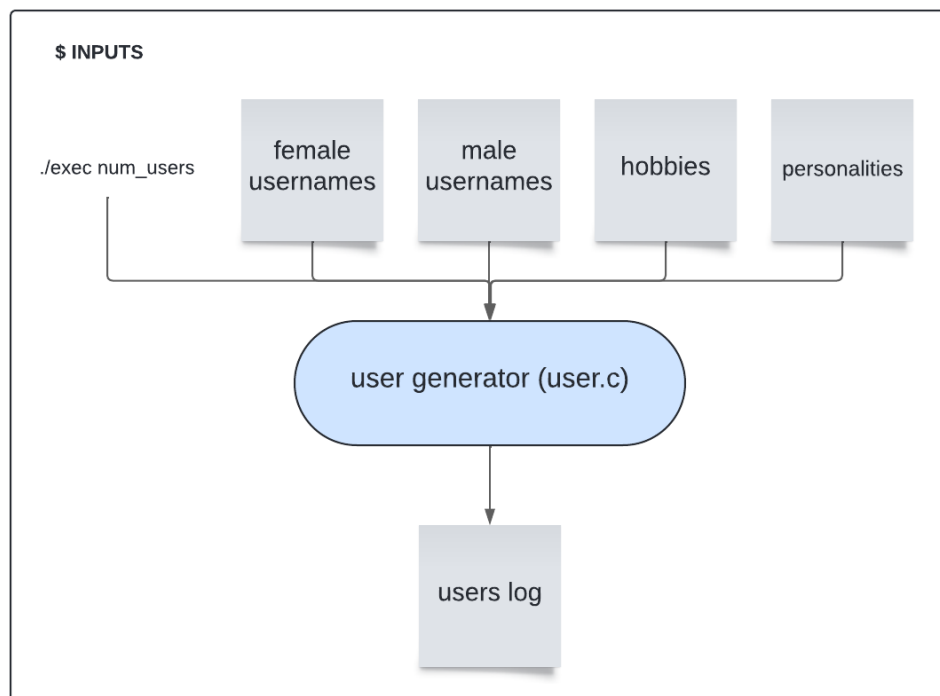 $ INPUTS
./exec num_users
female
usernames
male
usernames
hobbies
personalities
user generator (user.c)
users log